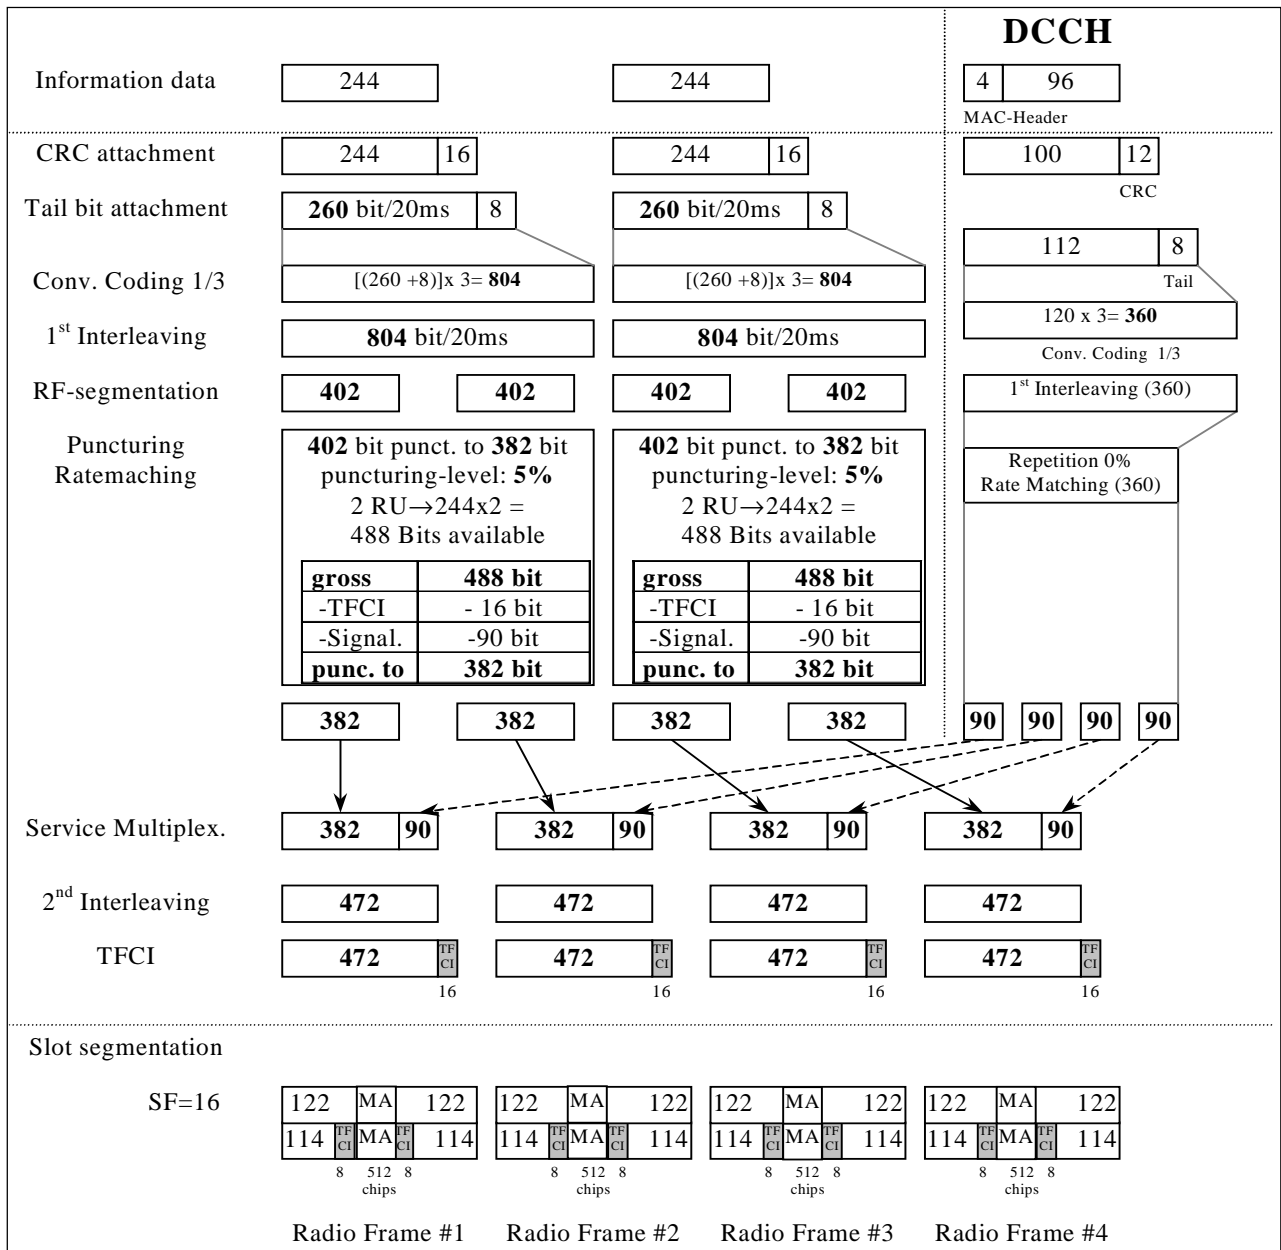 DCCH
Information data 244 244 4 96
MAC-Header
CRC attachment 244 16 244 16 100 12
CRC
Tail bit attachment 260 bit/20ms 8 260 bit/20ms 8
112 8
Tail
Conv. Coding 1/3 [(260 +8)]x 3= 804 [(260 +8)]x 3= 804
120 x 3= 360
Conv. Coding 1/3
1st Interleaving 804 bit/20ms 804 bit/20ms
RF-segmentation 402 402 402 402 1st Interleaving (360)
Puncturing
Ratemaching
402 bit punct. to 382 bit
puncturing-level: 5%
2 RU→244x2 =
488 Bits available
gross 488 bit
-TFCI - 16 bit
-Signal. -90 bit
punc. to 382 bit
402 bit punct. to 382 bit
puncturing-level: 5%
2 RU→244x2 =
488 Bits available
gross 488 bit
-TFCI - 16 bit
-Signal. -90 bit
punc. to 382 bit
Repetition 0%
Rate Matching (360)
382 382 382 382 90 90 90 90
Service Multiplex. 382 90 382 90 382 90 382 90
2nd Interleaving 472 472 472 472
TFCI 472 TF CI 472 TF CI 472 TF CI 472 TF CI
16 16 16 16
Slot segmentation
SF=16 122 MA 122 122 MA 122 122 MA 122 122 MA 122
114 TF CI MA TF CI 114 114 TF CI MA TF CI 114 114 TF CI MA TF CI 114 114 TF CI MA TF CI 114
8 512 8 8 512 8 8 512 8 8 512 8
chips chips chips chips
Radio Frame #1 Radio Frame #2 Radio Frame #3 Radio Frame #4